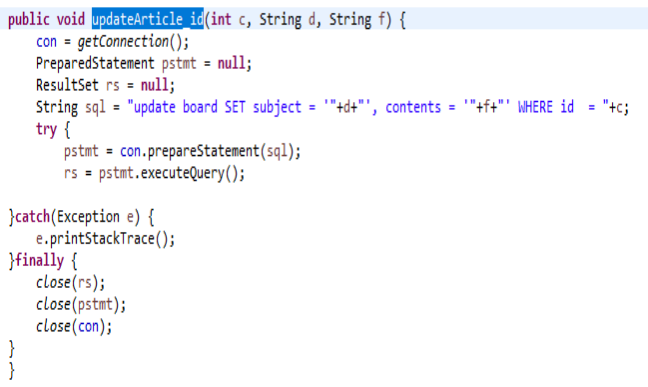 public void updateArticle_id(int c, String d, String f) {
    con = getConnection();
    PreparedStatement pstmt = null;
    ResultSet rs = null;
    String sql = "update board SET subject = '"+d+"', contents = '"+f+"' WHERE id  = "+c;
    try {
        pstmt = con.prepareStatement(sql);
        rs = pstmt.executeQuery();
}catch(Exception e) {
    e.printStackTrace();
}finally {
    close(rs);
    close(pstmt);
    close(con);
}
}